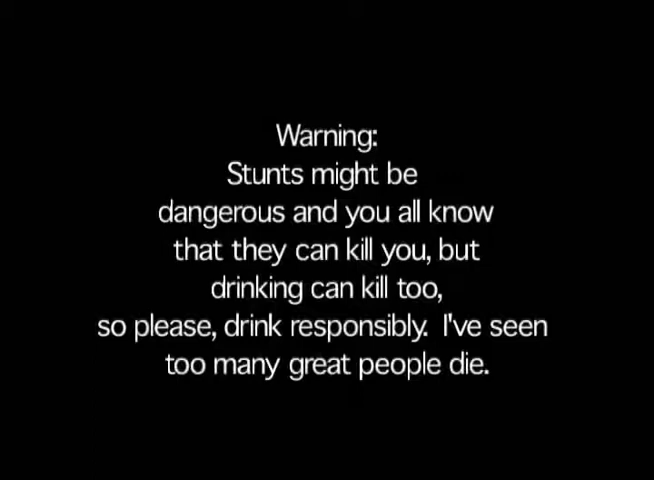 Warning:
Stunts might be
dangerous and you all know
that they can kill you, but
drinking can kill too,
so please, drink responsibly.  I've seen
too many great people die.